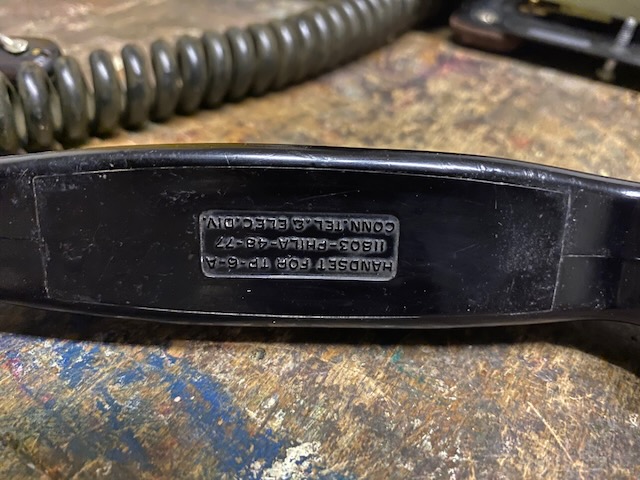 HANDSET FOR TP-6-A
11803-PHILA-48-77
CONN.TEL.& ELEC.DIV.